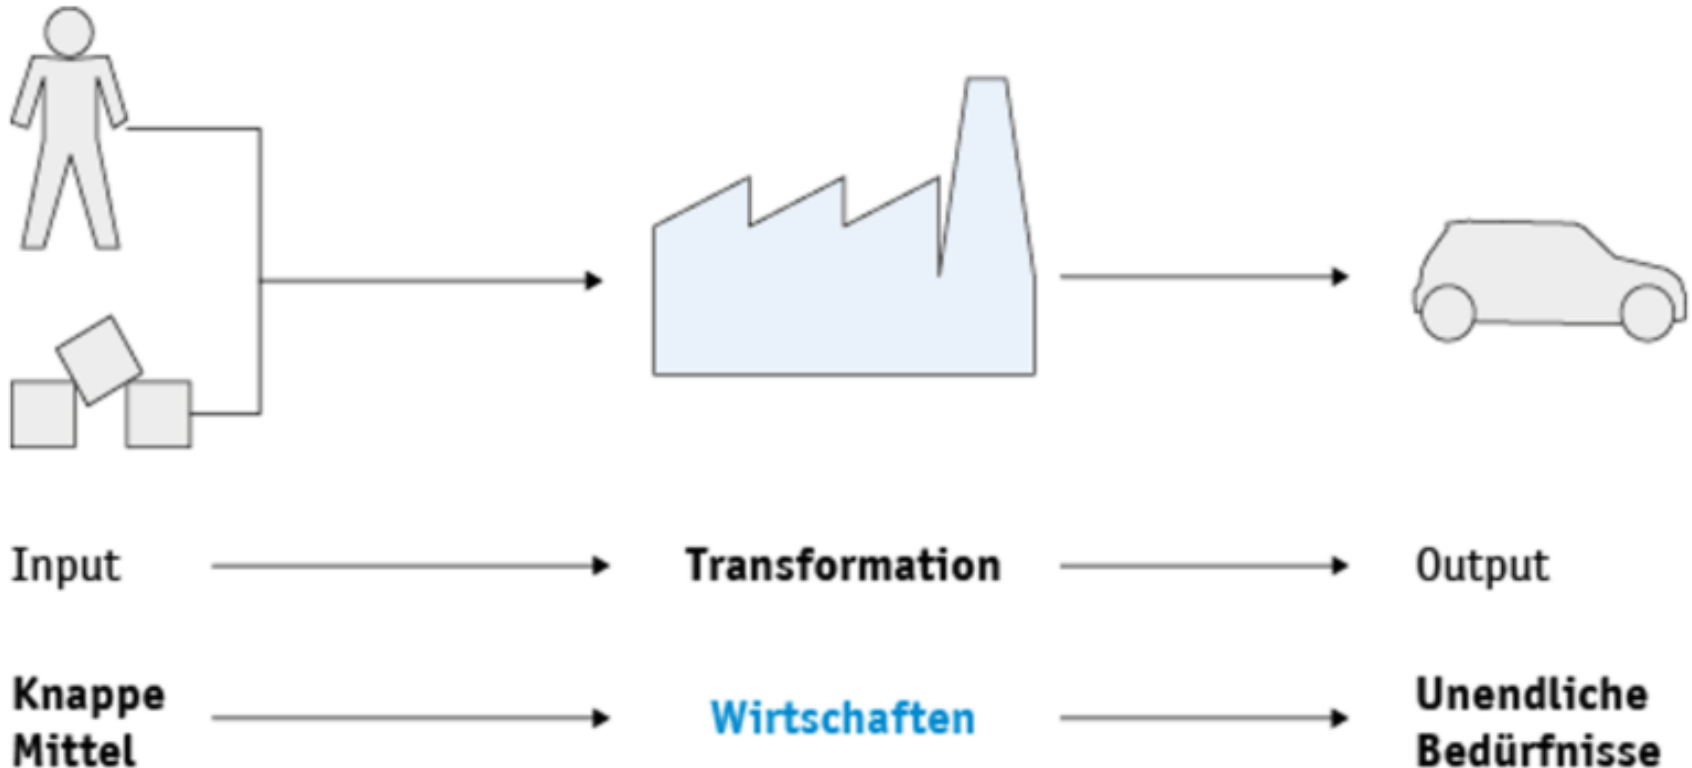 Input
Transformation
Output
Knappe
Mittel
Wirtschaften
Unendliche
Bedürfnisse